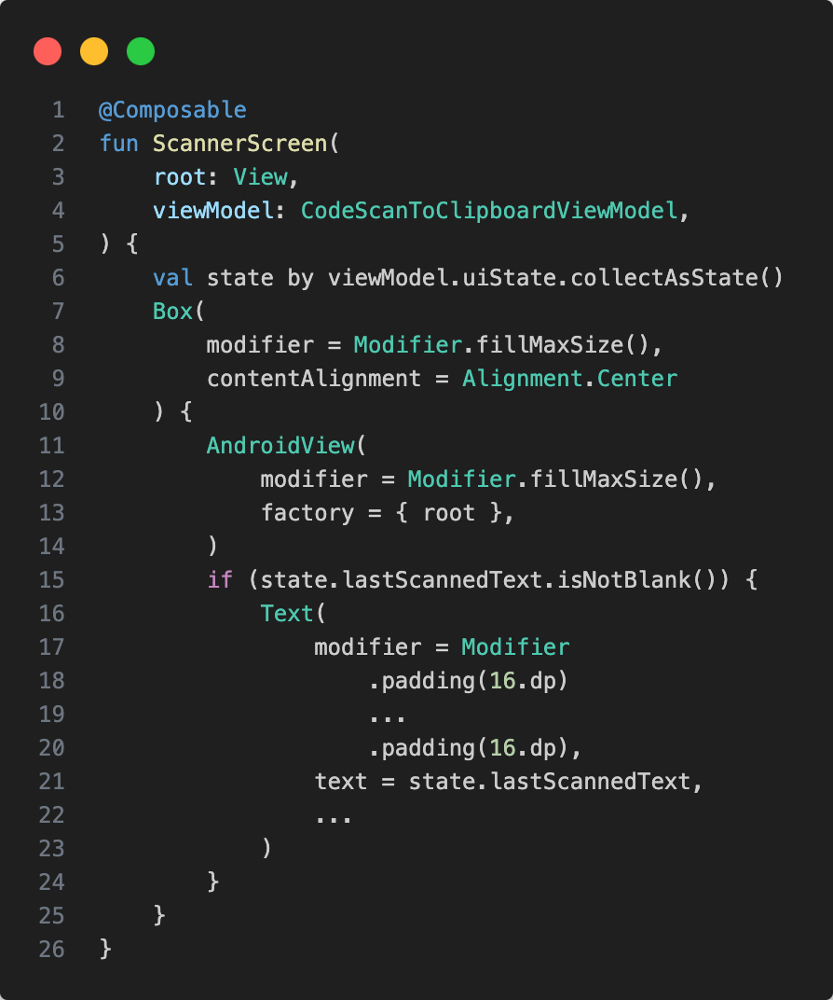 1 @Composable
2 fun ScannerScreen(
3     root: View,
4     viewModel: CodeScanToClipboardViewModel,
5 ) {
6     val state by viewModel.uiState.collectAsState()
7     Box(
8         modifier = Modifier.fillMaxSize(),
9         contentAlignment = Alignment.Center
10     ) {
11         AndroidView(
12             modifier = Modifier.fillMaxSize(),
13             factory = { root },
14         )
15         if (state.lastScannedText.isNotBlank()) {
16             Text(
17                 modifier = Modifier
18                     .padding(16.dp)
19                     ...
20                     .padding(16.dp),
21                 text = state.lastScannedText,
22                 ...
23             )
24         }
25     }
26 }